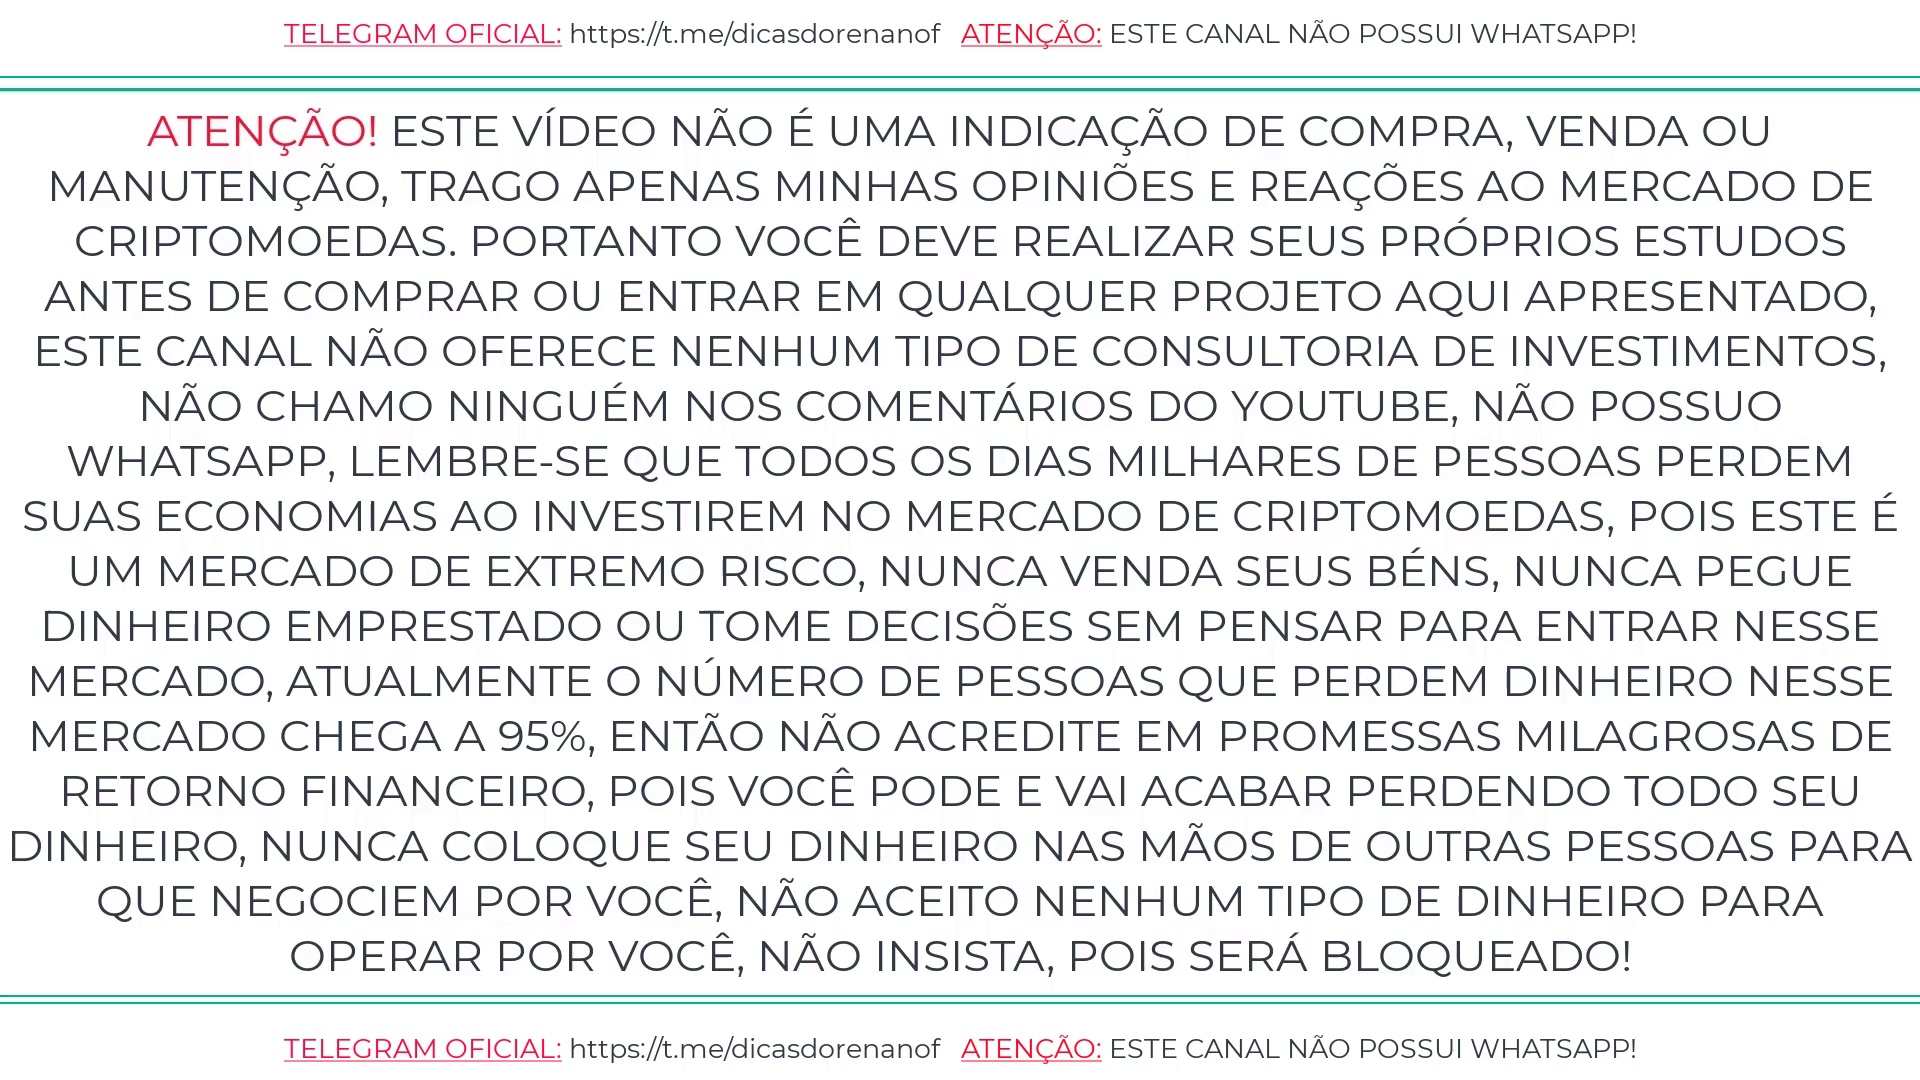 TELEGRAM OFICIAL: https://t.me/dicasdorenanof ATENÇÃO: ESTE CANAL NÃO POSSUI WHATSAPP!
ATENÇÃO! ESTE VÍDEO NÃO É UMA INDICAÇÃO DE COMPRA, VENDA OU
MANUTENÇÃO, TRAGO APENAS MINHAS OPINIÕES E REAÇÕES AO MERCADO DE
CRIPTOMOEDAS. PORTANTO VOCÊ DEVE REALIZAR SEUS PRÓPRIOS ESTUDOS
ANTES DE COMPRAR OU ENTRAR EM QUALQUER PROJETO AQUI APRESENTADO,
ESTE CANAL NÃO OFERECE NENHUM TIPO DE CONSULTORIA DE INVESTIMENTOS,
NÃO CHAMO NINGUÉM NOS COMENTÁRIOS DO YOUTUBE, NÃO POSSUO
WHATSAPP, LEMBRE-SE QUE TODOS OS DIAS MILHARES DE PESSOAS PERDEM
SUAS ECONOMIAS AO INVESTIREM NO MERCADO DE CRIPTOMOEDAS, POIS ESTE É
UM MERCADO DE EXTREMO RISCO, NUNCA VENDA SEUS BÉNS, NUNCA PEGUE
DINHEIRO EMPRESTADO OU TOME DECISÕES SEM PENSAR PARA ENTRAR NESSE
MERCADO, ATUALMENTE O NÚMERO DE PESSOAS QUE PERDEM DINHEIRO NESSE
MERCADO CHEGA A 95%, ENTÃO NÃO ACREDITE EM PROMESSAS MILAGROSAS DE
RETORNO FINANCEIRO, POIS VOCÊ PODE E VAI ACABAR PERDENDO TODO SEU
DINHEIRO, NUNCA COLOQUE SEU DINHEIRO NAS MÃOS DE OUTRAS PESSOAS PARA
QUE NEGOCIEM POR VOCÊ, NÃO ACEITO NENHUM TIPO DE DINHEIRO PARA
OPERAR POR VOCÊ, NÃO INSISTA, POIS SERÁ BLOQUEADO!
TELEGRAM OFICIAL: https://t.me/dicasdorenanof ATENÇÃO: ESTE CANAL NÃO POSSUI WHATSAPP!